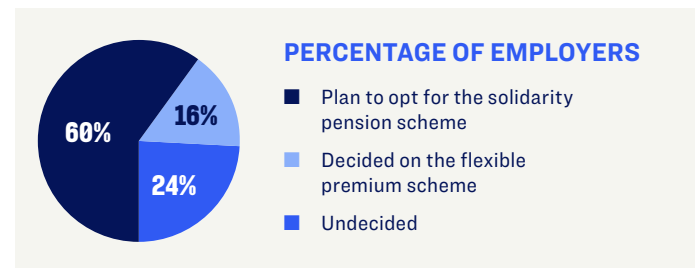 PERCENTAGE OF EMPLOYERS
Plan to opt for the solidarity
pension scheme
Decided on the flexible
premium scheme
Undecided
60%
16%
24%